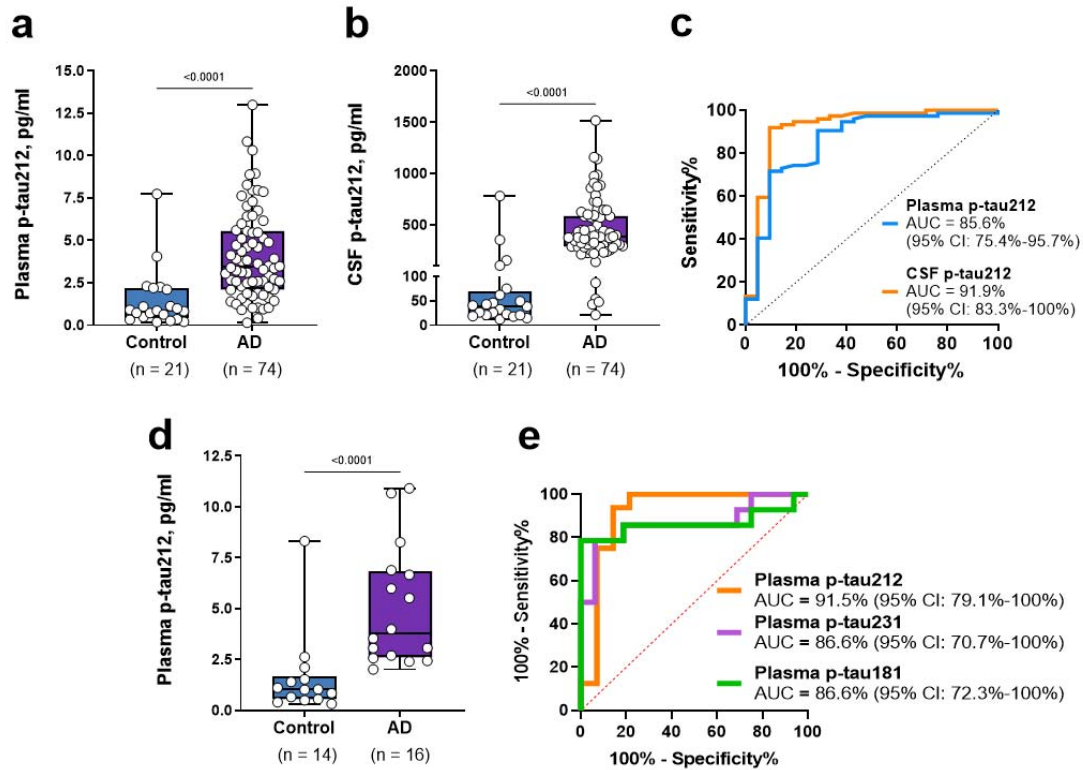 a
Plasma p-tau212, pg/ml
15.0
12.5
10.0
7.5
5.0
2.5
0.0
<0.0001
Control
AD
(n = 21)
(n = 74)
b
CSF p-tau212, pg/ml
2000
1500
1000
500
100
50
0
<0.0001
Control
AD
(n = 21)
(n = 74)
c
Sensitivity%
100
80
60
40
20
0
Plasma p-tau212
AUC = 85.6%
(95% CI: 75.4%-95.7%)
CSF p-tau212
AUC = 91.9%
(95% CI: 83.3%-100%)
0 20 40 60 80 100
100% - Specificity%
d
Plasma p-tau212, pg/ml
12.5
10.0
7.5
5.0
2.5
0.0
<0.0001
Control
AD
(n = 14)
(n = 16)
e
100% - Sensitivity%
100
80
60
40
20
0
Plasma p-tau212
AUC = 91.5% (95% CI: 79.1%-100%)
Plasma p-tau231
AUC = 86.6% (95% CI: 70.7%-100%)
Plasma p-tau181
AUC = 86.6% (95% CI: 72.3%-100%)
0 20 40 60 80 100
100% - Specificity%